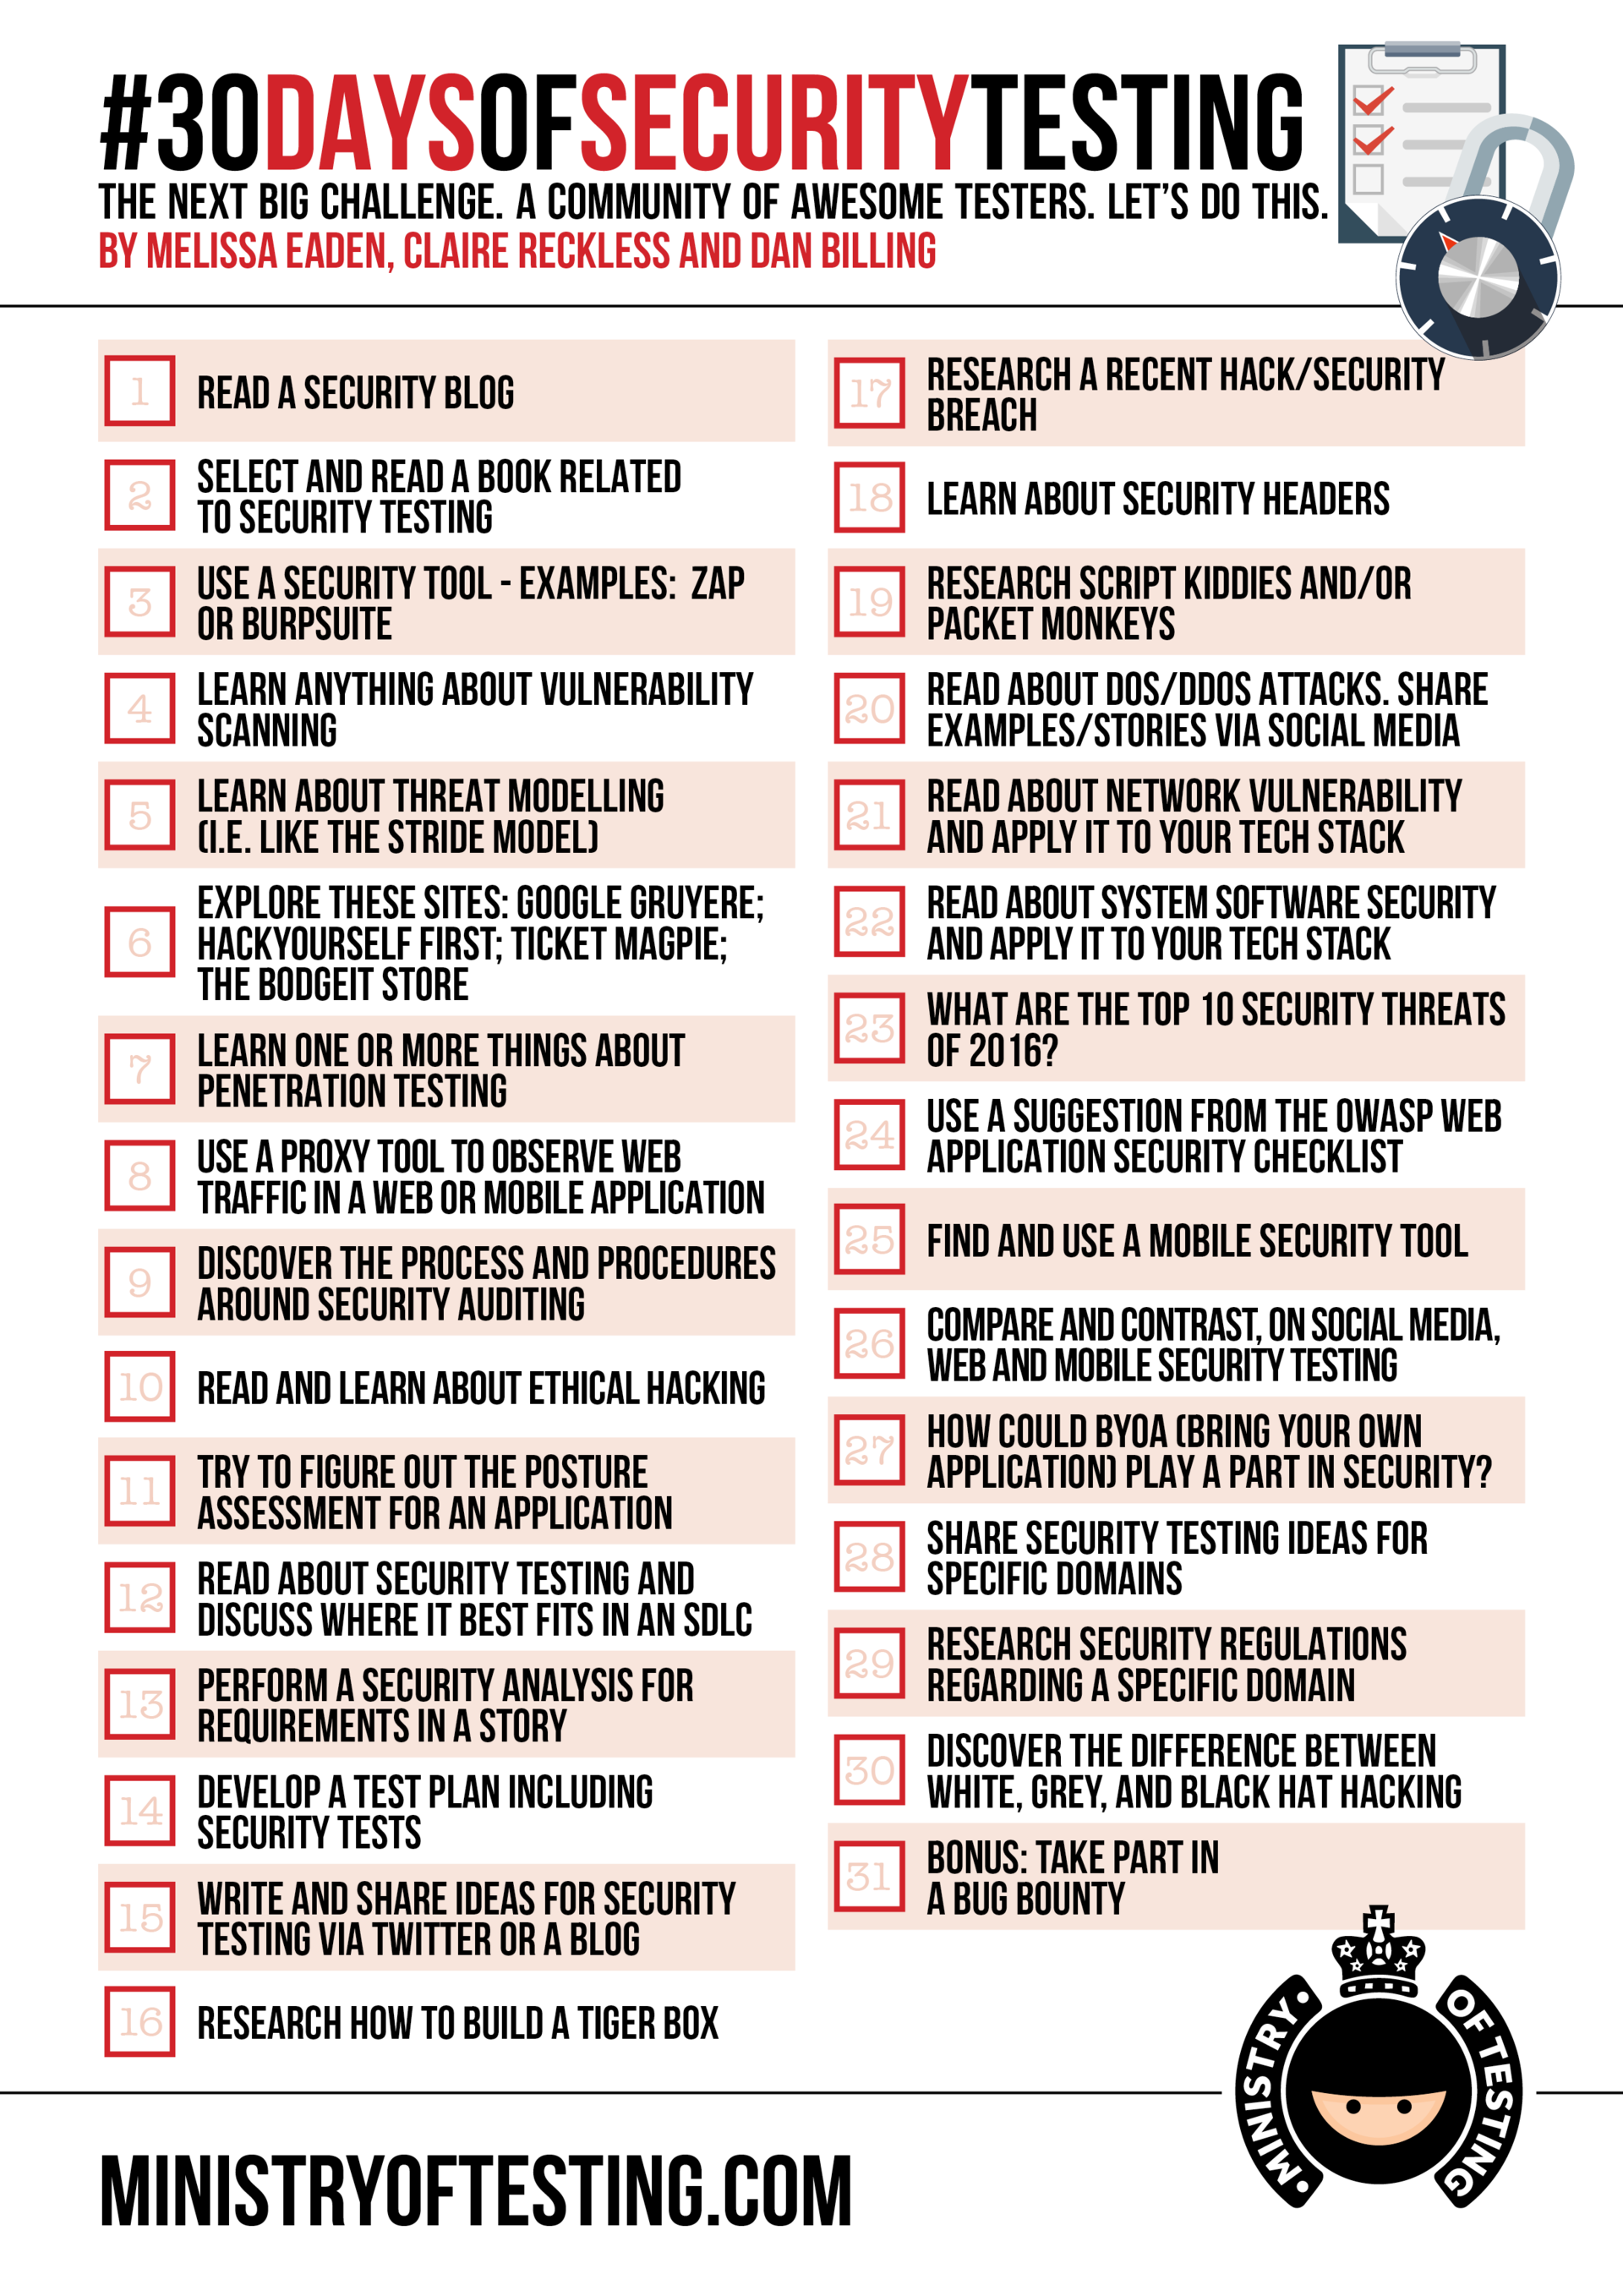 #30DAYSOFSECURITYTESTING
THE NEXT BIG CHALLENGE. A COMMUNITY OF AWESOME TESTERS. LET'S DO THIS.
BY MELISSA EADEN, CLAIRE RECKLESS AND DAN BILLING
1
READ A SECURITY BLOG
2
SELECT AND READ A BOOK RELATED
TO SECURITY TESTING
3
USE A SECURITY TOOL - EXAMPLES: ZAP
OR BURPSUITE
4
LEARN ANYTHING ABOUT VULNERABILITY
SCANNING
5
LEARN ABOUT THREAT MODELLING
(I.E. LIKE THE STRIDE MODEL)
6
EXPLORE THESE SITES: GOOGLE GRUYERE;
HACKYOURSELF FIRST; TICKET MAGPIE;
THE BODGEIT STORE
7
LEARN ONE OR MORE THINGS ABOUT
PENETRATION TESTING
8
USE A PROXY TOOL TO OBSERVE WEB
TRAFFIC IN A WEB OR MOBILE APPLICATION
9
DISCOVER THE PROCESS AND PROCEDURES
AROUND SECURITY AUDITING
10
READ AND LEARN ABOUT ETHICAL HACKING
11
TRY TO FIGURE OUT THE POSTURE
ASSESSMENT FOR AN APPLICATION
12
READ ABOUT SECURITY TESTING AND
DISCUSS WHERE IT BEST FITS IN AN SDLC
13
PERFORM A SECURITY ANALYSIS FOR
REQUIREMENTS IN A STORY
14
DEVELOP A TEST PLAN INCLUDING
SECURITY TESTS
15
WRITE AND SHARE IDEAS FOR SECURITY
TESTING VIA TWITTER OR A BLOG
16
RESEARCH HOW TO BUILD A TIGER BOX
17
RESEARCH A RECENT HACK/SECURITY
BREACH
18
LEARN ABOUT SECURITY HEADERS
19
RESEARCH SCRIPT KIDDIES AND/OR
PACKET MONKEYS
20
READ ABOUT DOS/DDOS ATTACKS. SHARE
EXAMPLES/STORIES VIA SOCIAL MEDIA
21
READ ABOUT NETWORK VULNERABILITY
AND APPLY IT TO YOUR TECH STACK
22
READ ABOUT SYSTEM SOFTWARE SECURITY
AND APPLY IT TO YOUR TECH STACK
23
WHAT ARE THE TOP 10 SECURITY THREATS
OF 2016?
24
USE A SUGGESTION FROM THE OWASP WEB
APPLICATION SECURITY CHECKLIST
25
FIND AND USE A MOBILE SECURITY TOOL
26
COMPARE AND CONTRAST, ON SOCIAL MEDIA,
WEB AND MOBILE SECURITY TESTING
27
HOW COULD BYOA (BRING YOUR OWN
APPLICATION) PLAY A PART IN SECURITY?
28
SHARE SECURITY TESTING IDEAS FOR
SPECIFIC DOMAINS
29
RESEARCH SECURITY REGULATIONS
REGARDING A SPECIFIC DOMAIN
30
DISCOVER THE DIFFERENCE BETWEEN
WHITE, GREY, AND BLACK HAT HACKING
31
BONUS: TAKE PART IN
A BUG BOUNTY
MINISTRYOFTESTING.COM
• MINISTRY •
OF TESTING